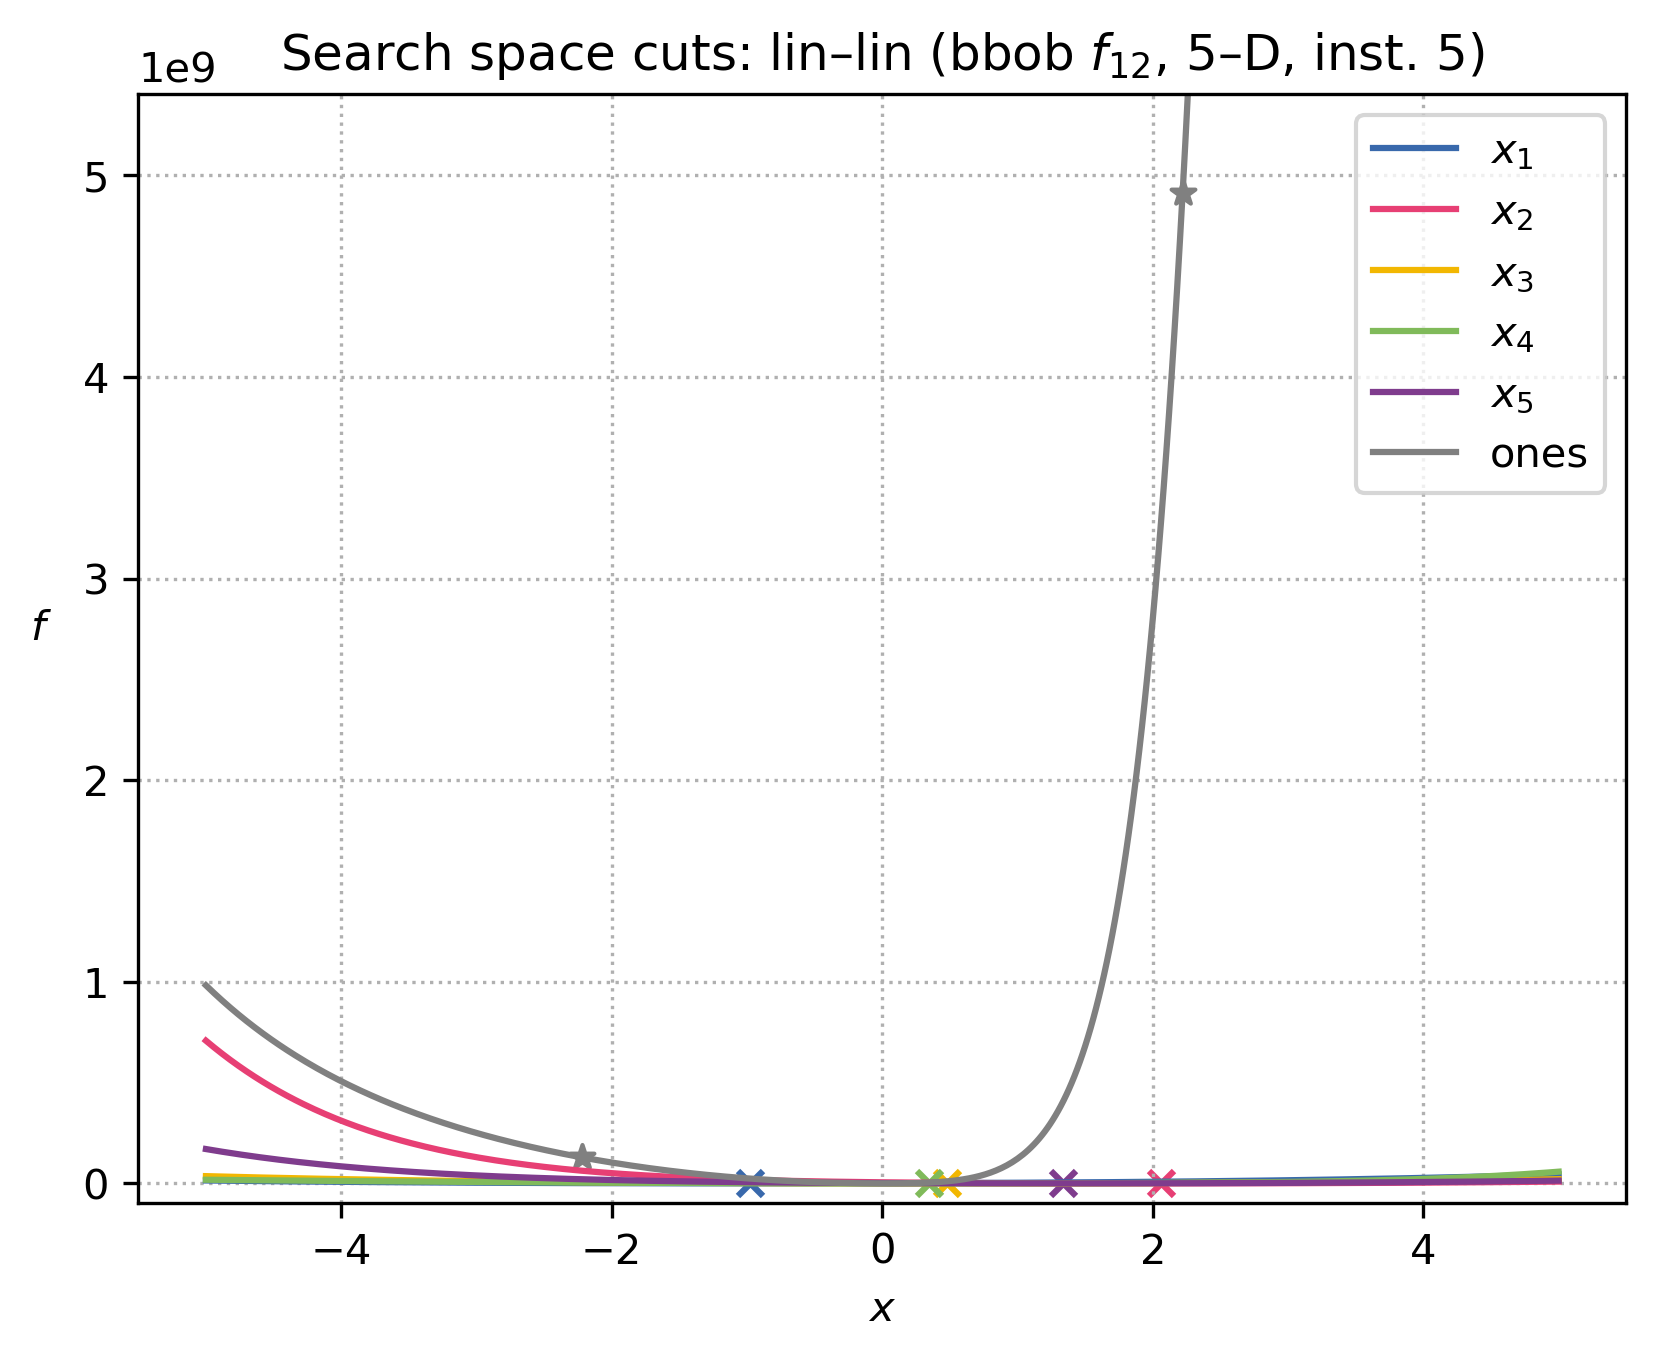 Search space cuts: lin–lin (bbob f₁₂, 5–D, inst. 5)
1e9
5
4
3
2
1
0
f
−4
−2
0
2
4
x
x₁
x₂
x₃
x₄
x₅
ones